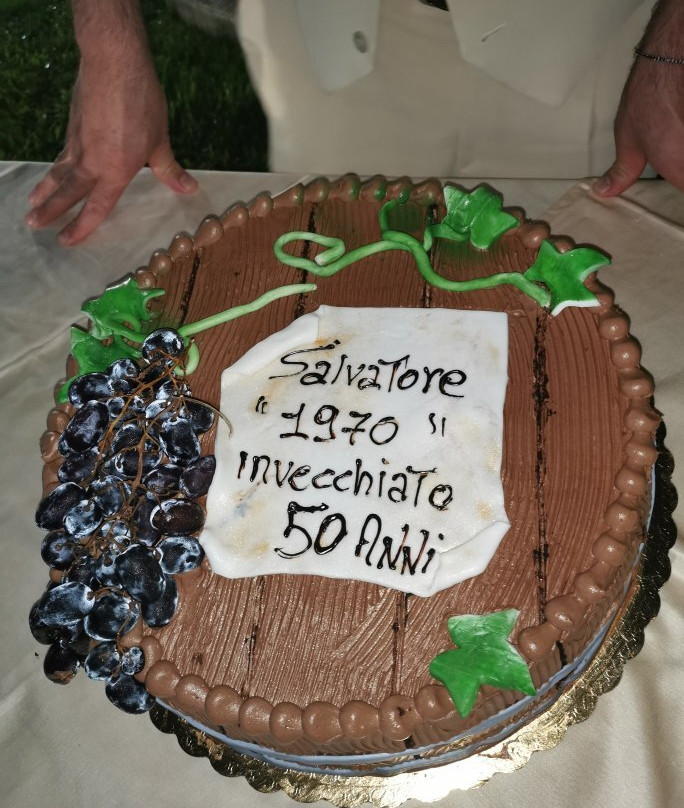 Salvatore
"1970"
invecchiato
50 ANNi